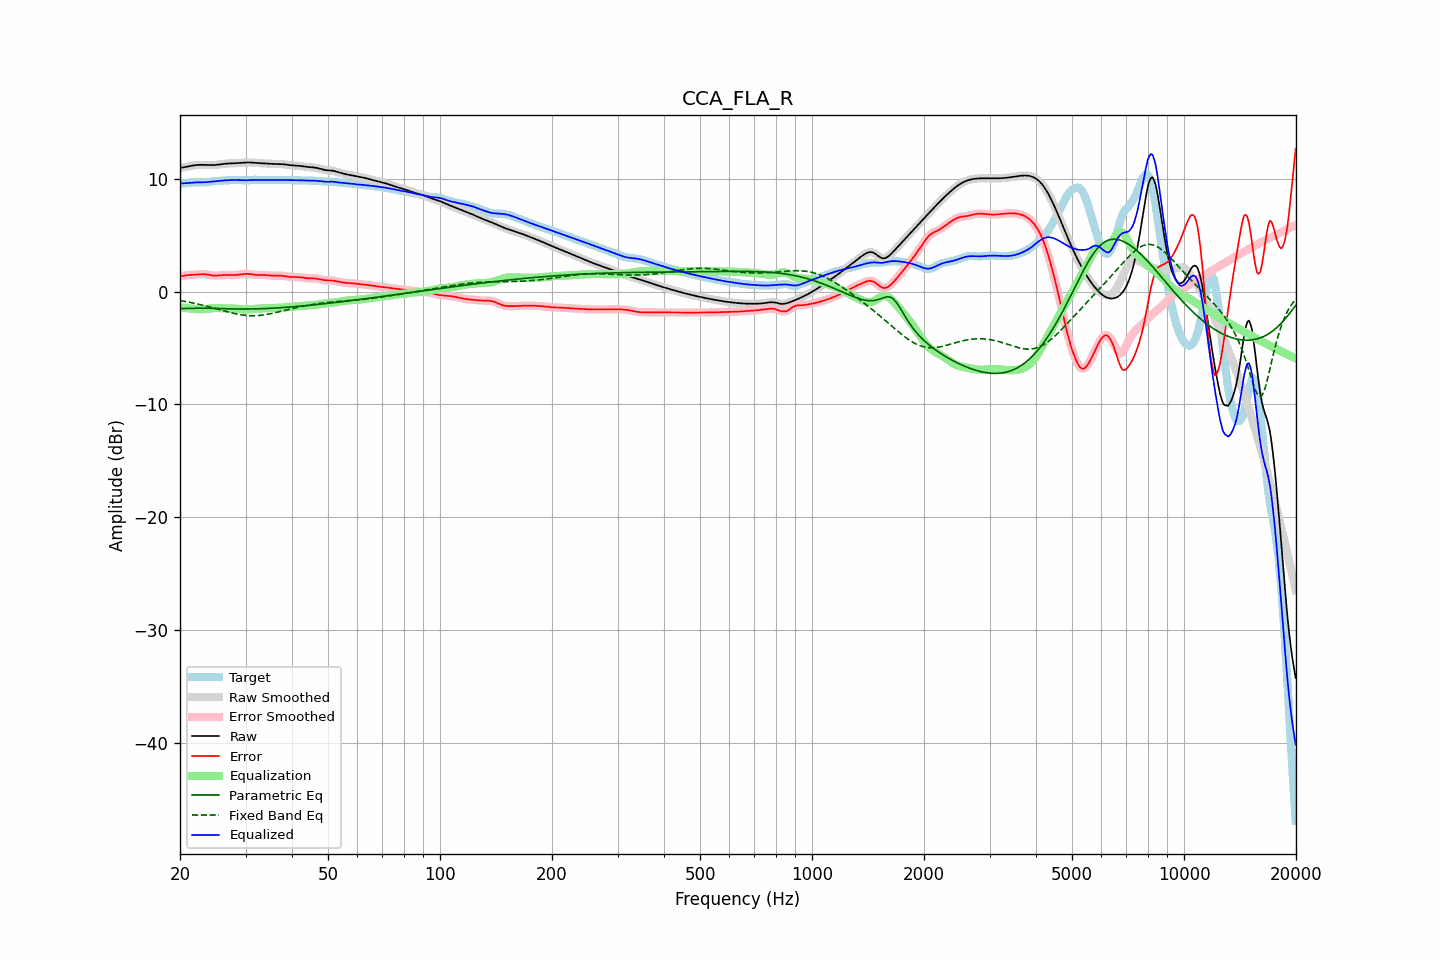 CCA_FLA_R
Amplitude (dBr)
10
0
−10
−20
−30
−40
Target
Raw Smoothed
Error Smoothed
Raw
Error
Equalization
Parametric Eq
Fixed Band Eq
Equalized
20 50 100 200 500 1000 2000 5000 10000 20000
Frequency (Hz)